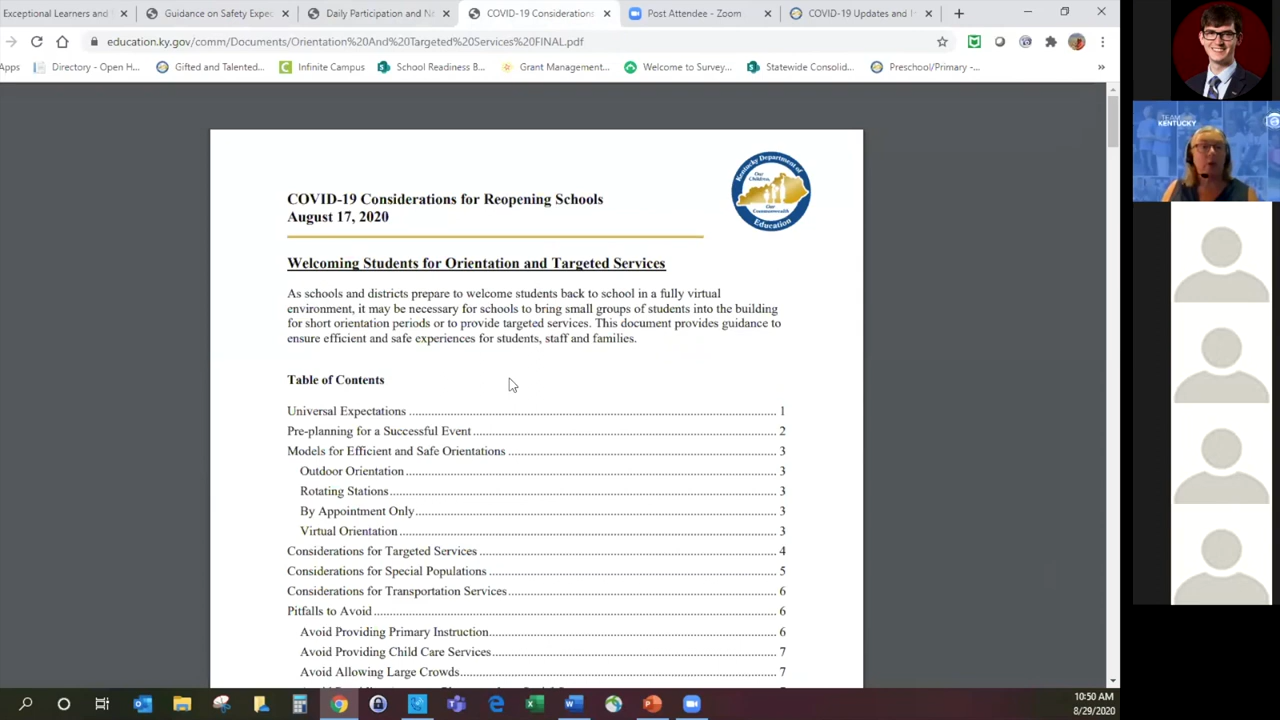 Exceptional Learners and
Guidance on Safety Expec
Daily Participation and N
COVID-19 Considerations
Post Attendee - Zoom
COVID-19 Updates and I
education.ky.gov/comm/Documents/Orientation%20And%20Targeted%20Services%20FINAL.pdf
Apps
Directory - Open H...
Gifted and Talented...
Infinite Campus
School Readiness B...
Grant Management...
Welcome to Survey...
Statewide Consolid...
Preschool/Primary -...
»
TEAM
KENTUCKY
Kentucky Department of
Our Children,
Our Commonwealth
Education
COVID-19 Considerations for Reopening Schools
August 17, 2020
Welcoming Students for Orientation and Targeted Services
As schools and districts prepare to welcome students back to school in a fully virtual
environment, it may be necessary for schools to bring small groups of students into the building
for short orientation periods or to provide targeted services. This document provides guidance to
ensure efficient and safe experiences for students, staff and families.
Table of Contents
Universal Expectations ........ 1
Pre-planning for a Successful Event ........ 2
Models for Efficient and Safe Orientations ........ 3
Outdoor Orientation ........ 3
Rotating Stations ........ 3
By Appointment Only ........ 3
Virtual Orientation ........ 3
Considerations for Targeted Services ........ 4
Considerations for Special Populations ........ 5
Considerations for Transportation Services ........ 6
Pitfalls to Avoid ........ 6
Avoid Providing Primary Instruction ........ 6
Avoid Providing Child Care Services ........ 7
Avoid Allowing Large Crowds ........ 7
10:50 AM
8/29/2020